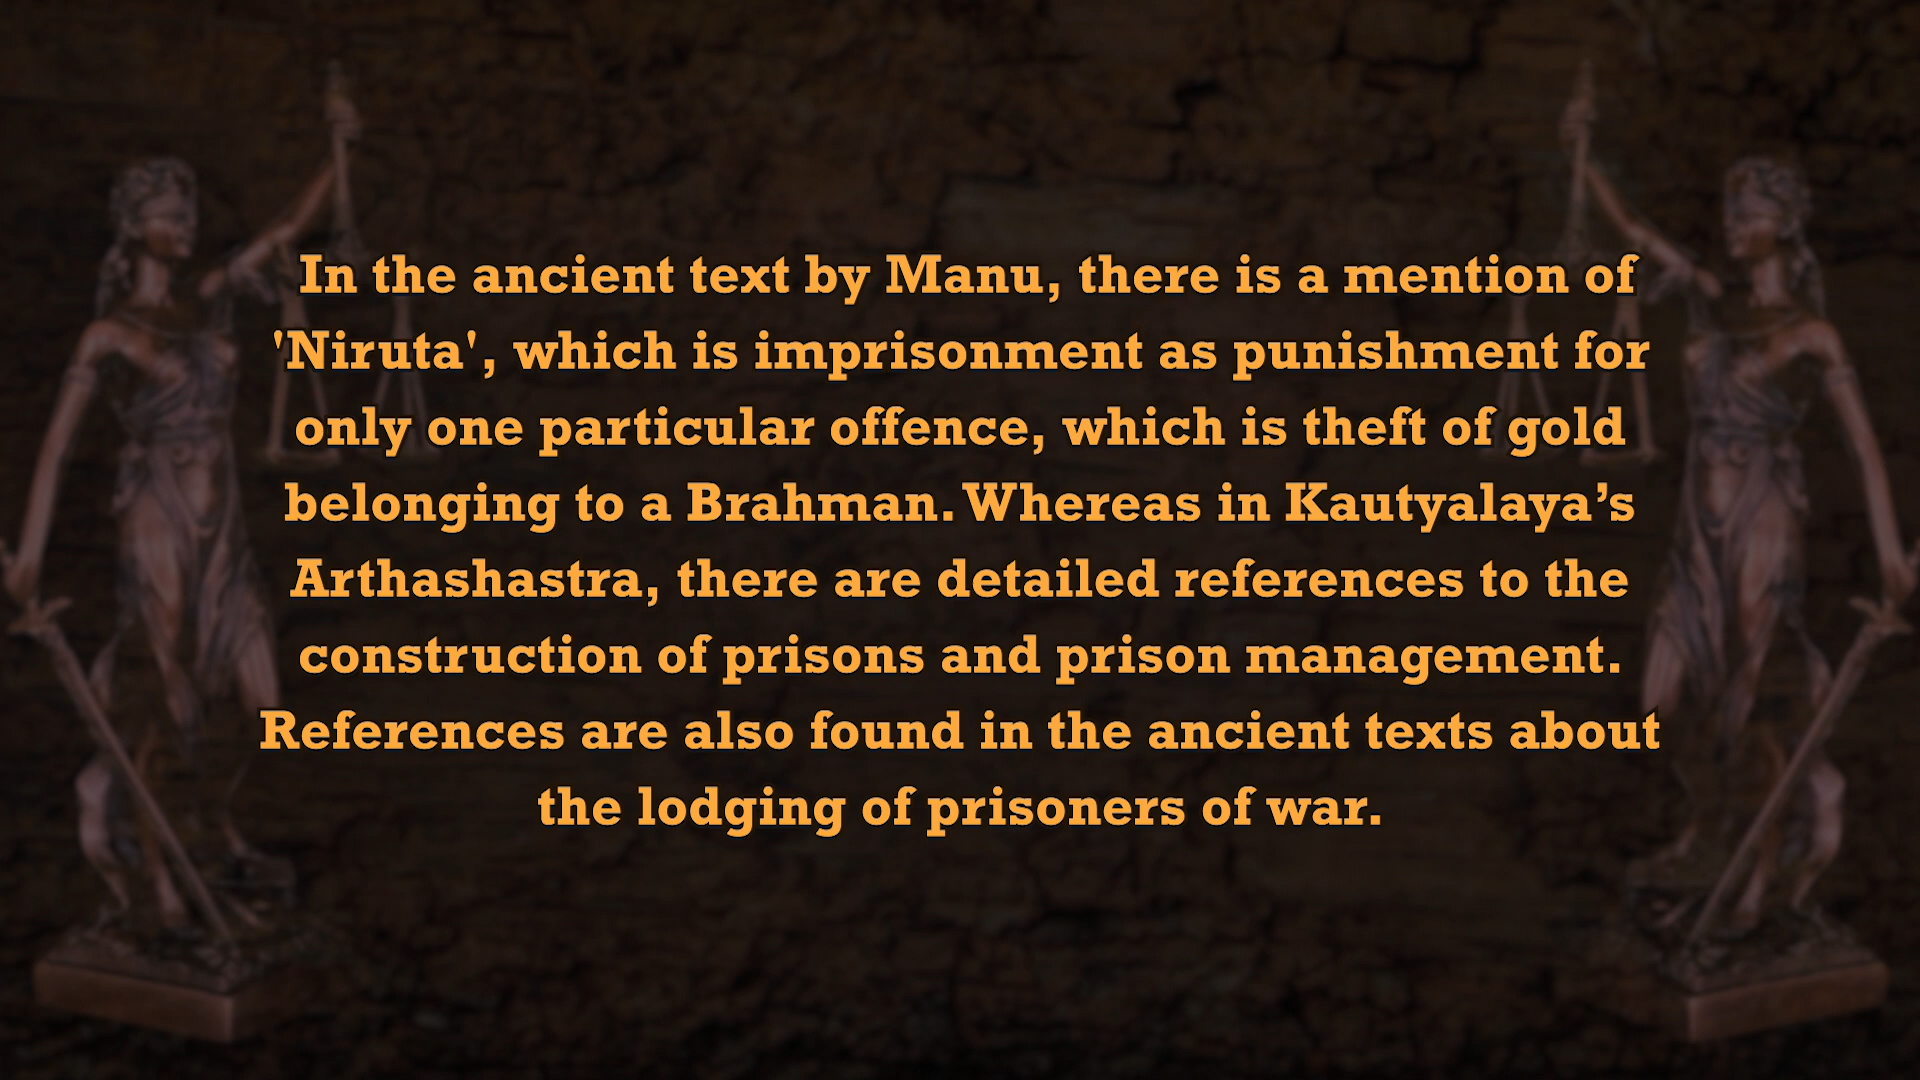 In the ancient text by Manu, there is a mention of
'Niruta', which is imprisonment as punishment for
only one particular offence, which is theft of gold
belonging to a Brahman. Whereas in Kautyalaya’s
Arthashastra, there are detailed references to the
construction of prisons and prison management.
References are also found in the ancient texts about
the lodging of prisoners of war.